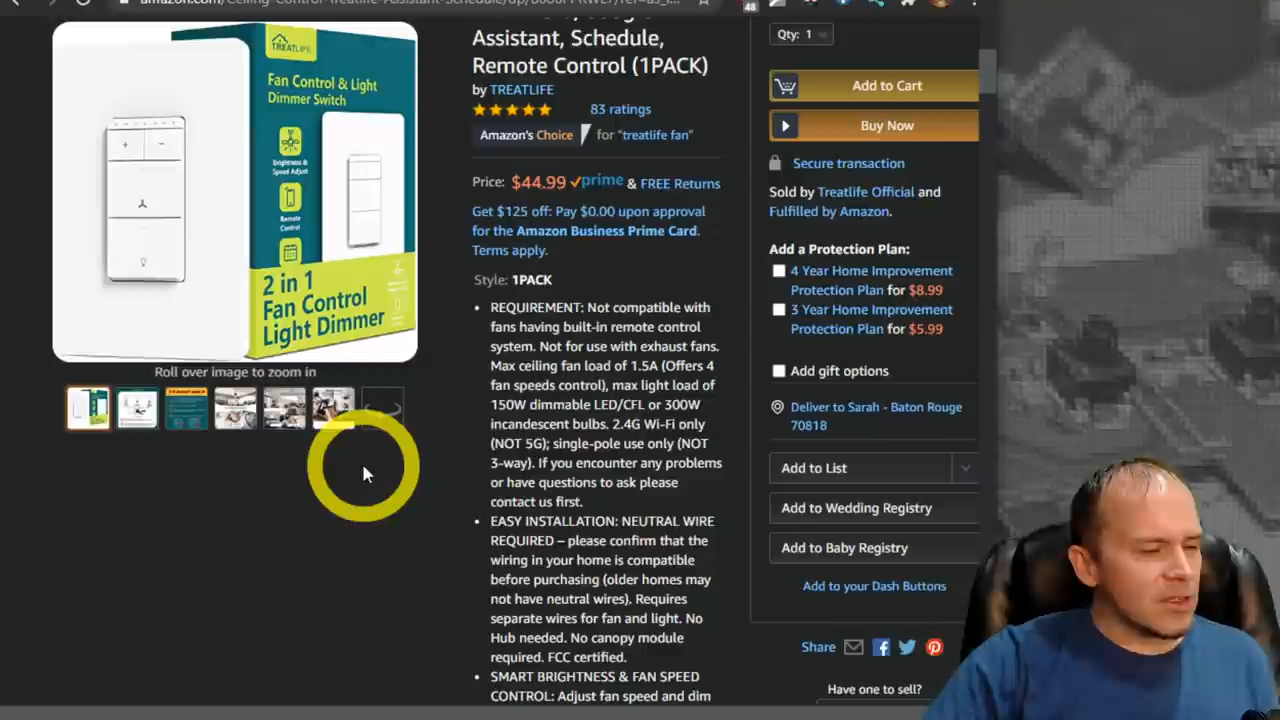 Assistant, Schedule,
Remote Control (1PACK)
by TREATLIFE
83 ratings
Amazon's Choice for "treatlife fan"
Price: $44.99 prime & FREE Returns
Get $125 off: Pay $0.00 upon approval
for the Amazon Business Prime Card.
Terms apply.
Style: 1PACK
• REQUIREMENT: Not compatible with
fans having built-in remote control
system. Not for use with exhaust fans.
Max ceiling fan load of 1.5A (Offers 4
fan speeds control), max light load of
150W dimmable LED/CFL or 300W
incandescent bulbs. 2.4G Wi-Fi only
(NOT 5G); single-pole use only (NOT
3-way). If you encounter any problems
or have questions to ask please
contact us first.
• EASY INSTALLATION: NEUTRAL WIRE
REQUIRED – please confirm that the
wiring in your home is compatible
before purchasing (older homes may
not have neutral wires). Requires
separate wires for fan and light. No
Hub needed. No canopy module
required. FCC certified.
• SMART BRIGHTNESS & FAN SPEED
CONTROL: Adjust fan speed and dim
TREATLIFE
Fan Control & Light
Dimmer Switch
Brightness &
Speed Adjust
Remote
Control
2 in 1
Fan Control
Light Dimmer
Roll over image to zoom in
48
Qty: 1
Add to Cart
Buy Now
Secure transaction
Sold by Treatlife Official and
Fulfilled by Amazon.
Add a Protection Plan:
4 Year Home Improvement
Protection Plan for $8.99
3 Year Home Improvement
Protection Plan for $5.99
Add gift options
Deliver to Sarah - Baton Rouge
70818
Add to List
Add to Wedding Registry
Add to Baby Registry
Add to your Dash Buttons
Share
Have one to sell?